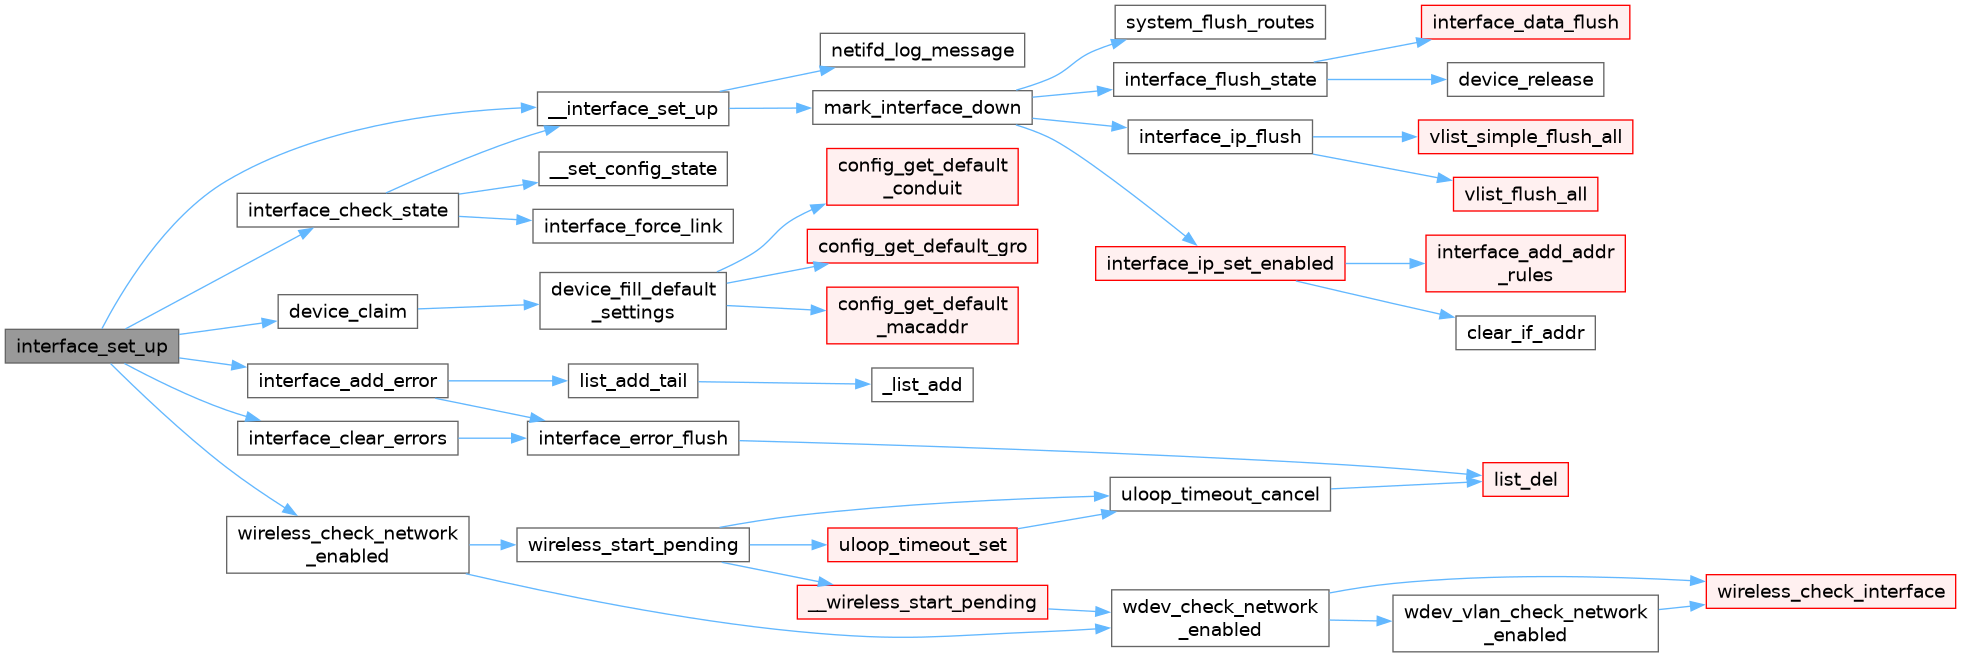 interface_set_up
__interface_set_up
netifd_log_message
mark_interface_down
system_flush_routes
interface_flush_state
interface_data_flush
device_release
interface_ip_flush
vlist_simple_flush_all
vlist_flush_all
interface_ip_set_enabled
interface_add_addr
_rules
clear_if_addr
interface_check_state
__set_config_state
interface_force_link
device_claim
device_fill_default
_settings
config_get_default
_conduit
config_get_default_gro
config_get_default
_macaddr
interface_add_error
list_add_tail
_list_add
interface_clear_errors
interface_error_flush
list_del
wireless_check_network
_enabled
wireless_start_pending
uloop_timeout_cancel
uloop_timeout_set
__wireless_start_pending
wdev_check_network
_enabled
wdev_vlan_check_network
_enabled
wireless_check_interface